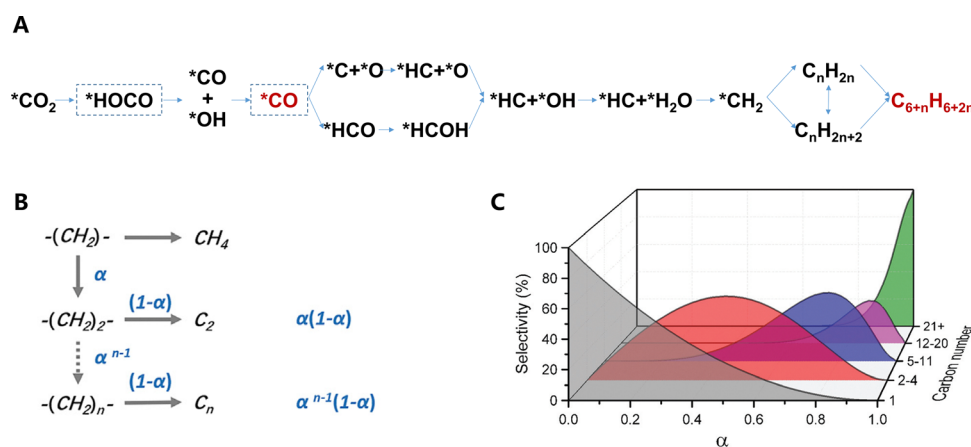 A
*CO₂ → *HOCO → *CO + *OH → *CO
*C+*O → *HC+*O
*HCO → *HCOH
*HC+*OH → *HC+*H₂O → *CH₂
CₙH₂ₙ
CₙH₂ₙ₊₂
C₆₊ₙH₆₊₂ₙ
B
-(CH₂)- → CH₄
α
-(CH₂)₂- (1-α) → C₂ α(1-α)
α ⁿ⁻¹
-(CH₂)ₙ- (1-α) → Cₙ α ⁿ⁻¹(1-α)
C
Selectivity (%)
100
80
60
40
20
0
0.0 0.2 0.4 0.6 0.8 1.0
α
21+
12-20
5-11
2-4
1
Carbon number